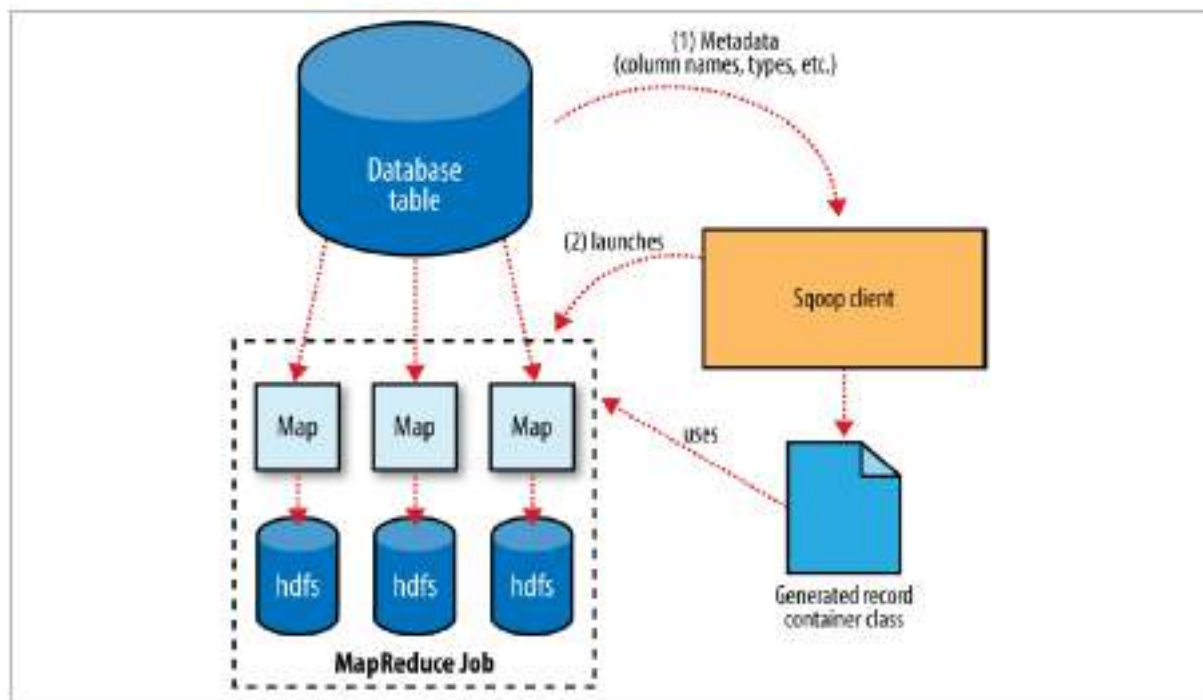 (1) Metadata
(column names, types, etc.)
Database
table
(2) launches
Sqoop client
Map
Map
Map
uses
hdfs
hdfs
hdfs
Generated record
container class
MapReduce Job